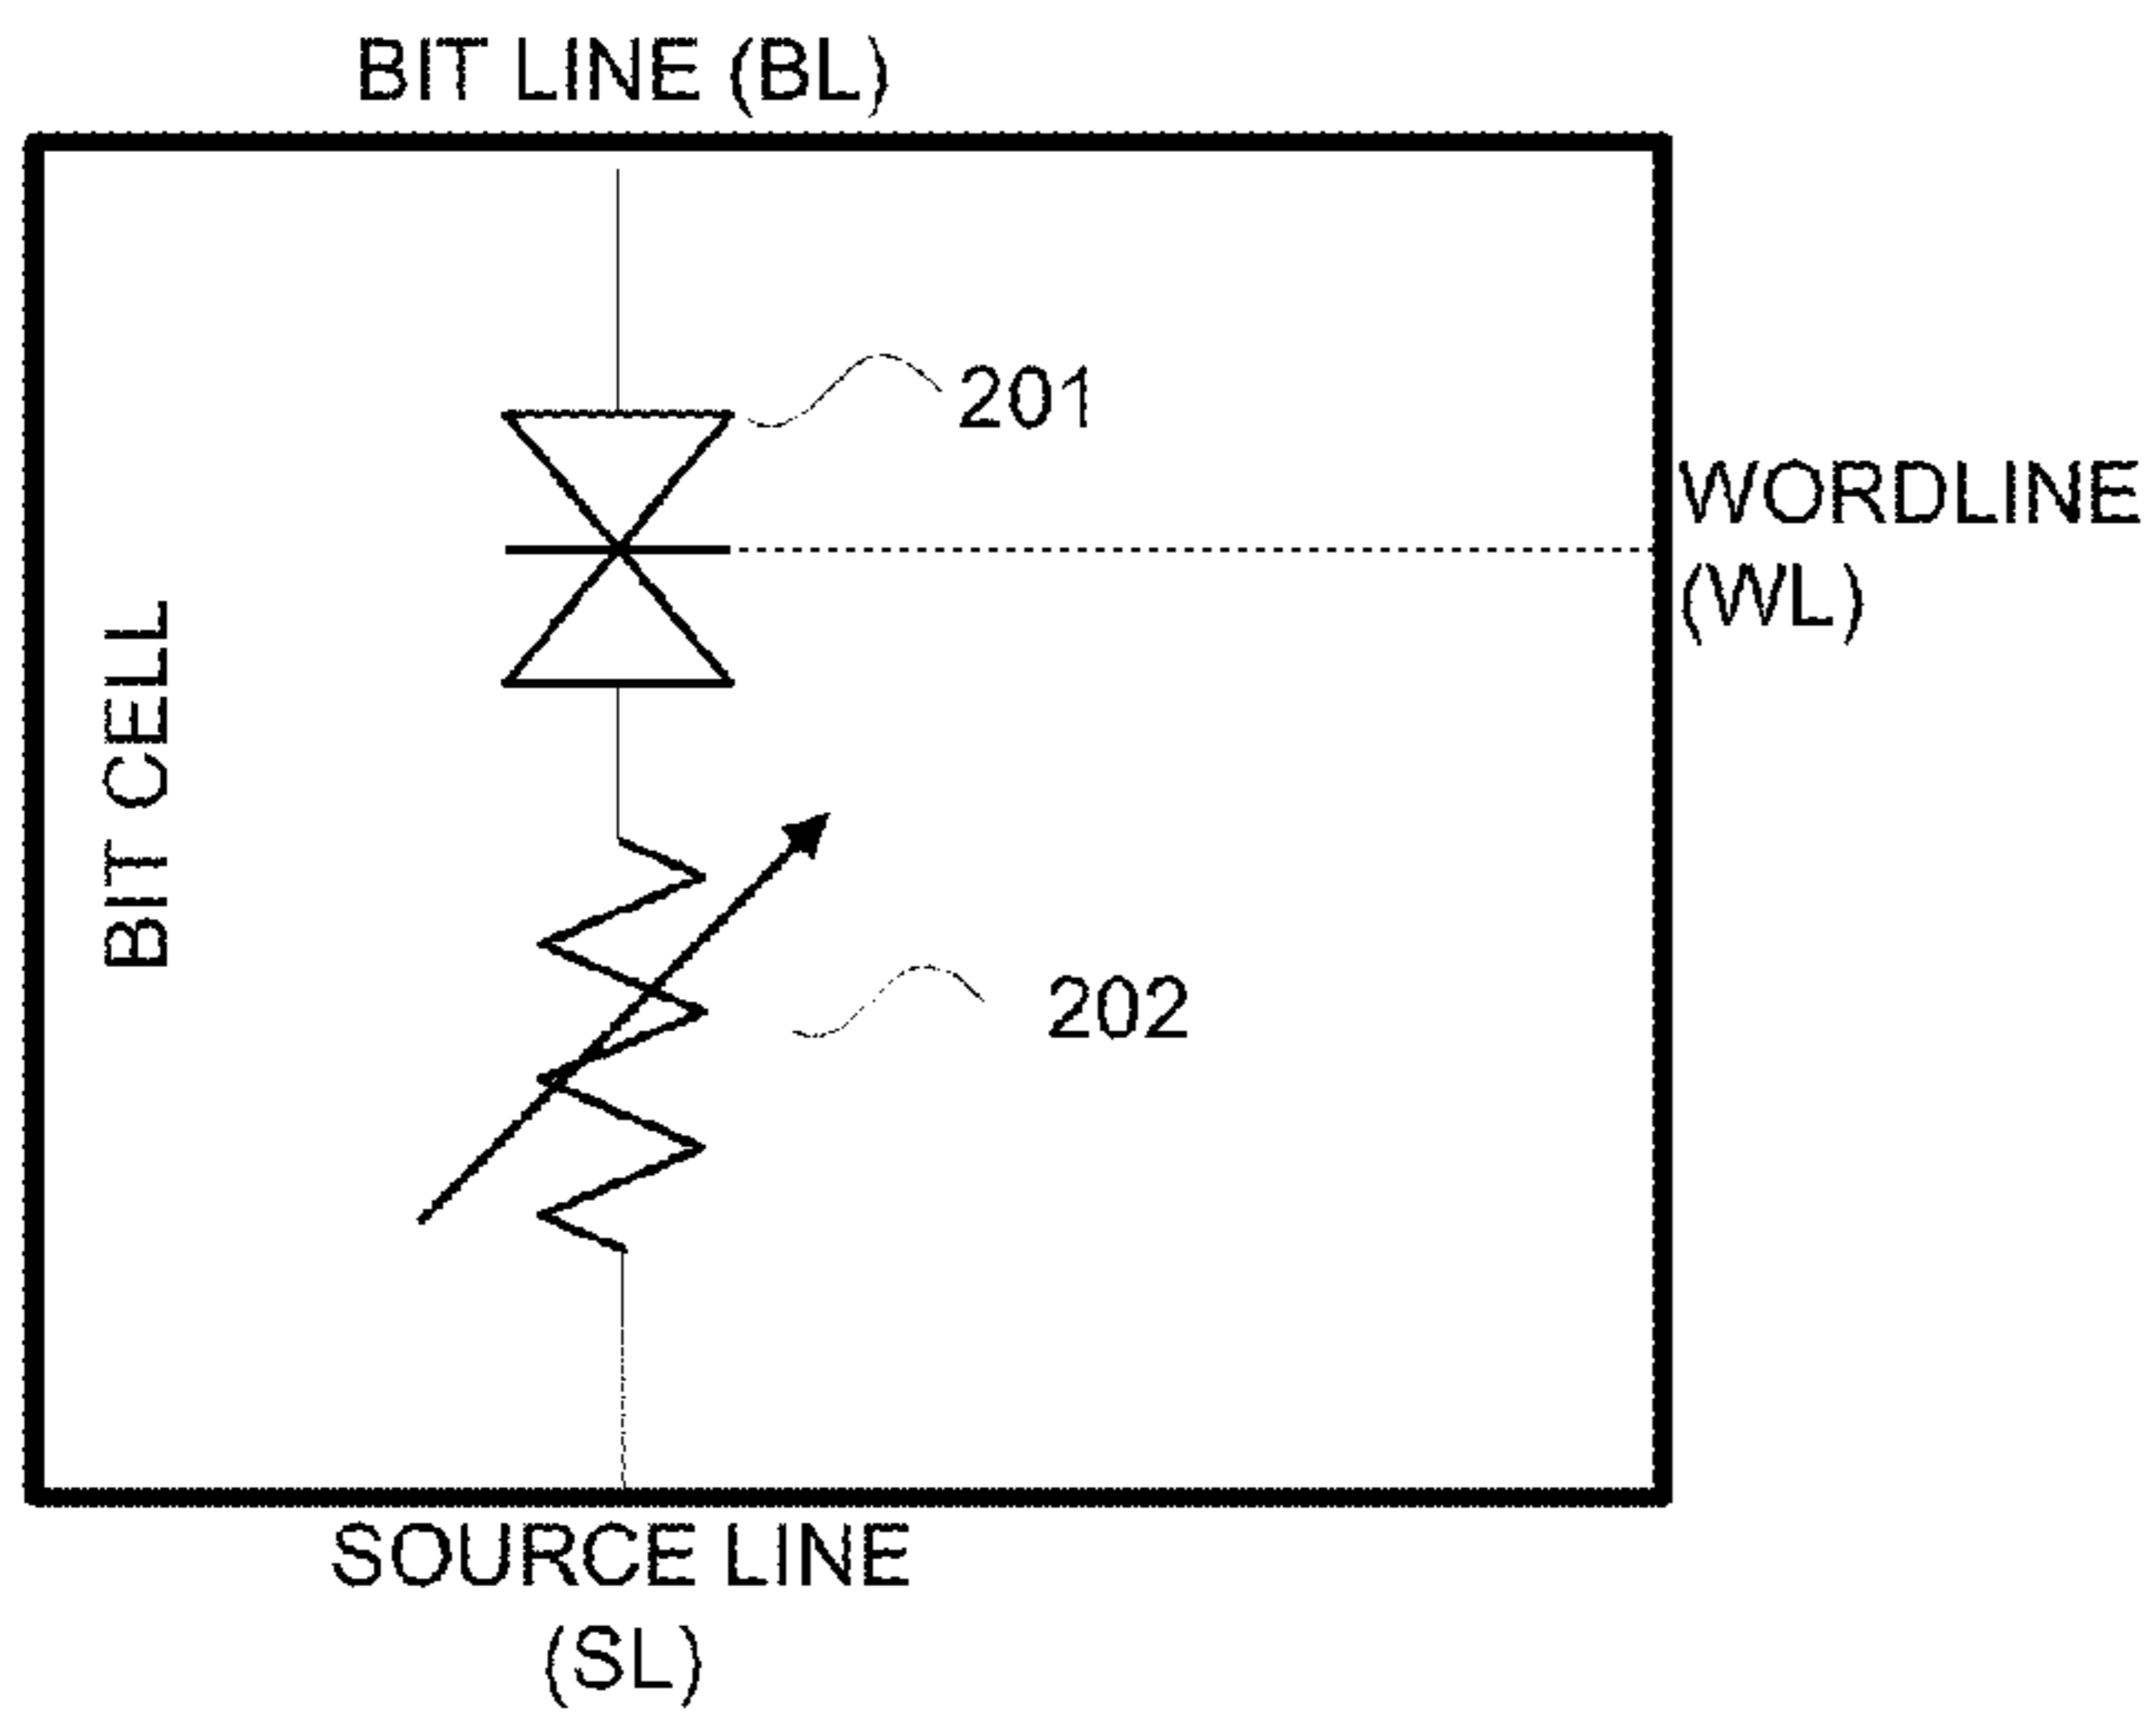 BIT LINE (BL)
201
WORDLINE
(WL)
BIT CELL
202
SOURCE LINE
(SL)